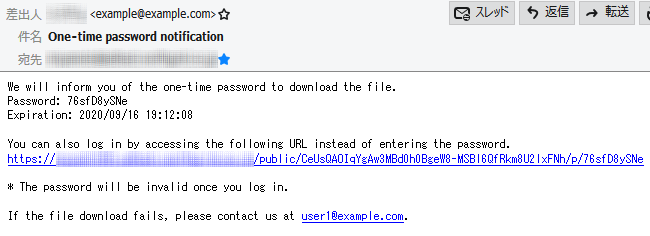 差出人 <example@example.com>
スレッド 返信 転送
件名 One-time password notification
宛先
We will inform you of the one-time password to download the file.
Password: 76sfD8ySNe
Expiration: 2020/09/16 19:12:08
You can also log in by accessing the following URL instead of entering the password.
https:// /public/CeUsQAOIqYgAw3MBd0h0BgeW8-MSBl6QfRkm8U2lxFNh/p/76sfD8ySNe
* The password will be invalid once you log in.
If the file download fails, please contact us at user1@example.com.